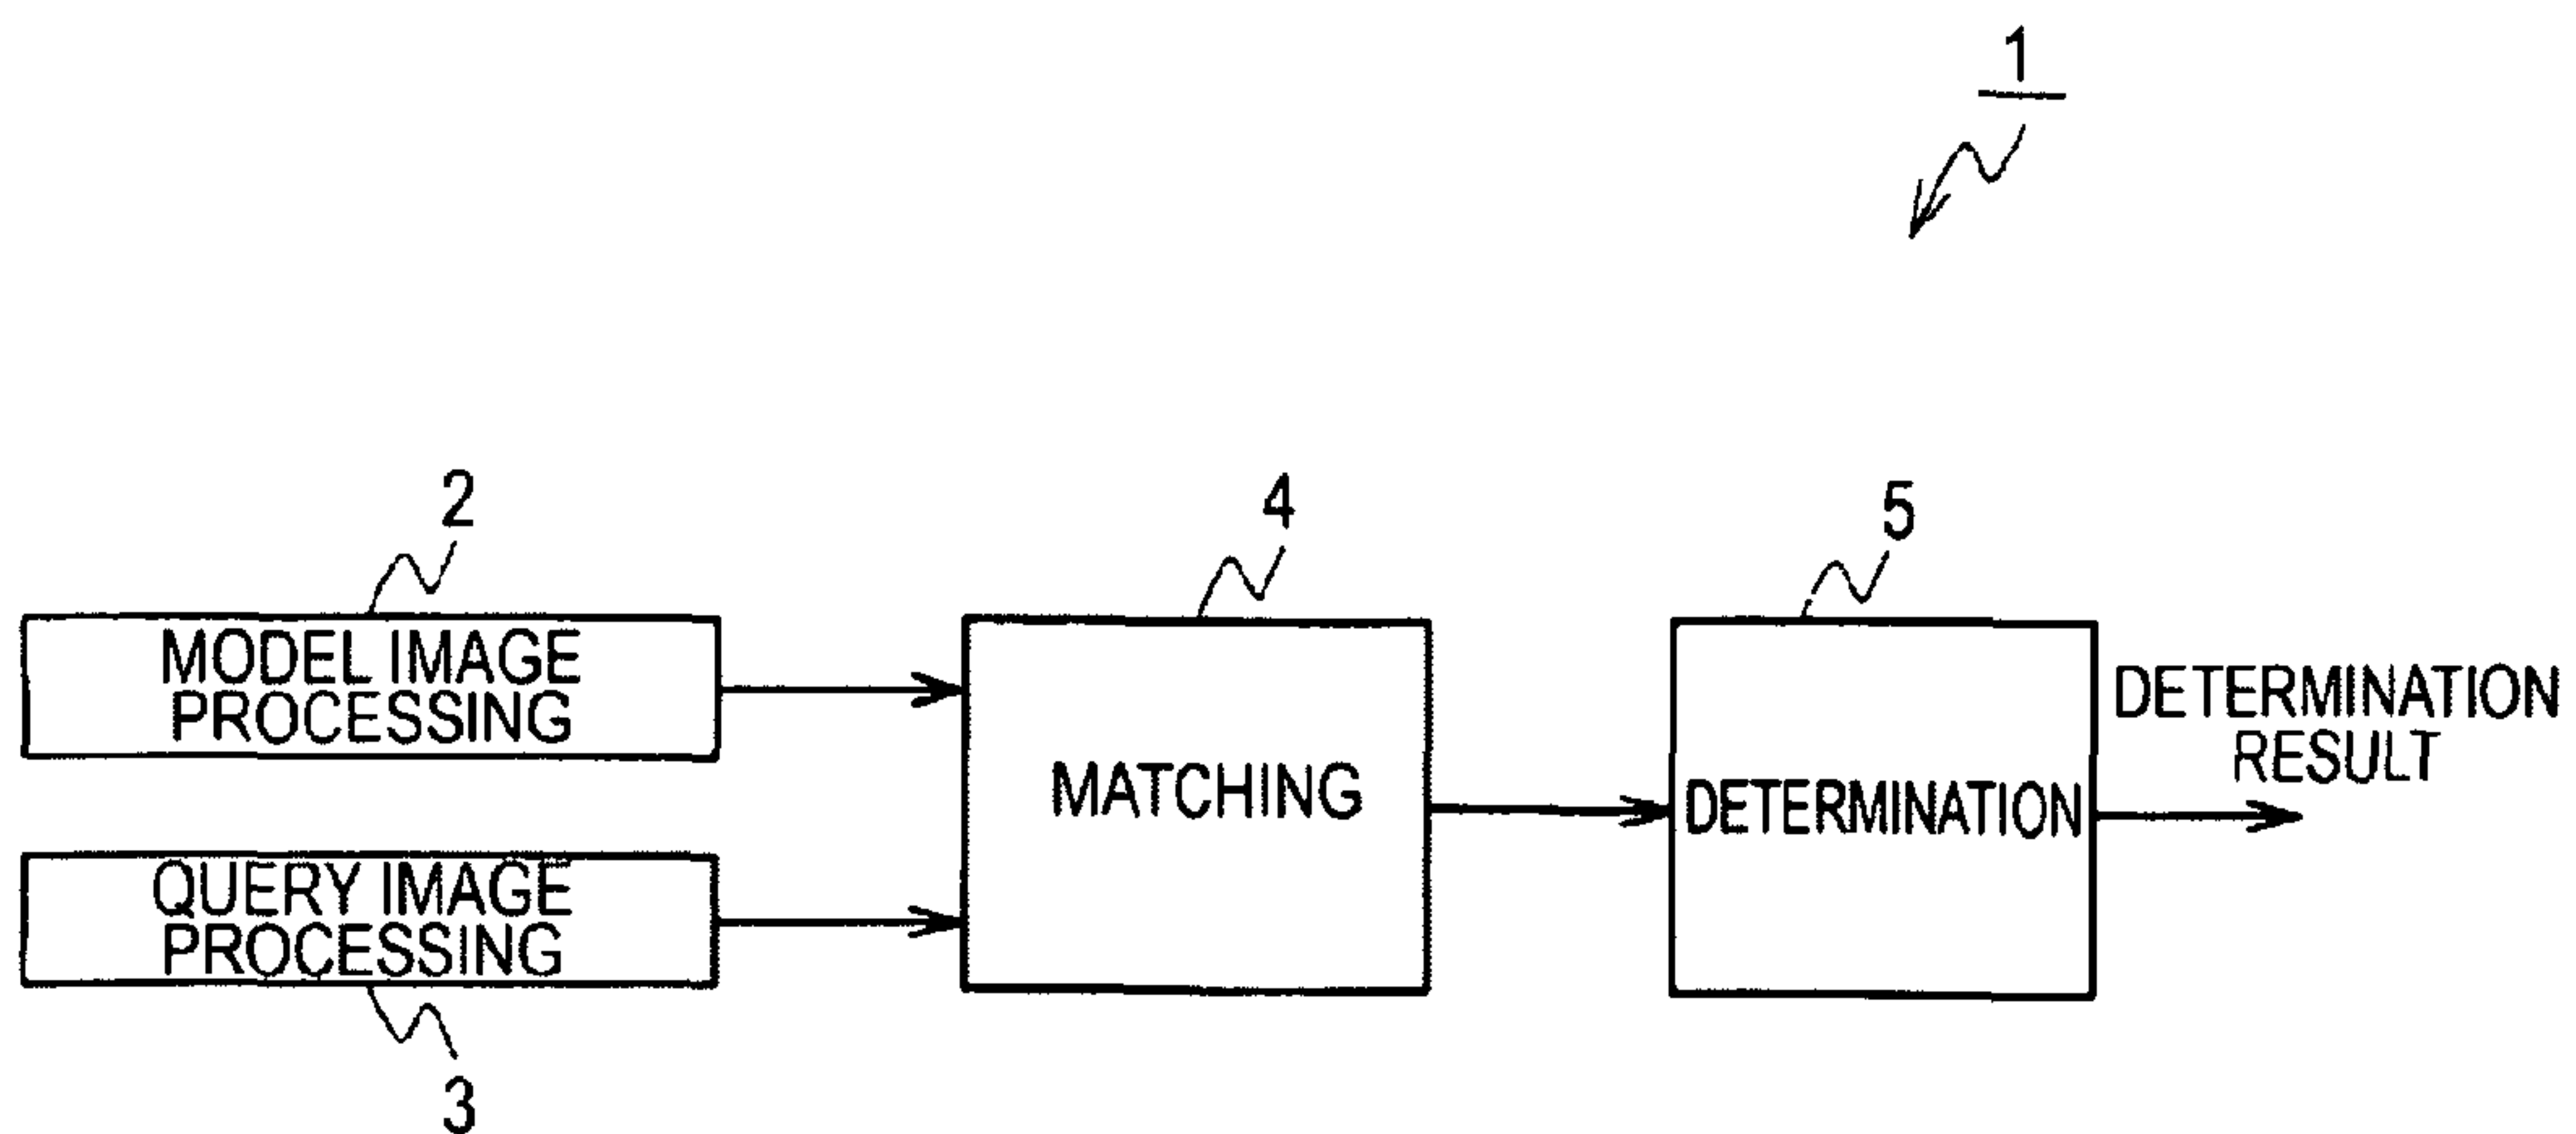 1
2
4
5
MODEL IMAGE
PROCESSING
MATCHING
DETERMINATION
DETERMINATION
RESULT
QUERY IMAGE
PROCESSING
3